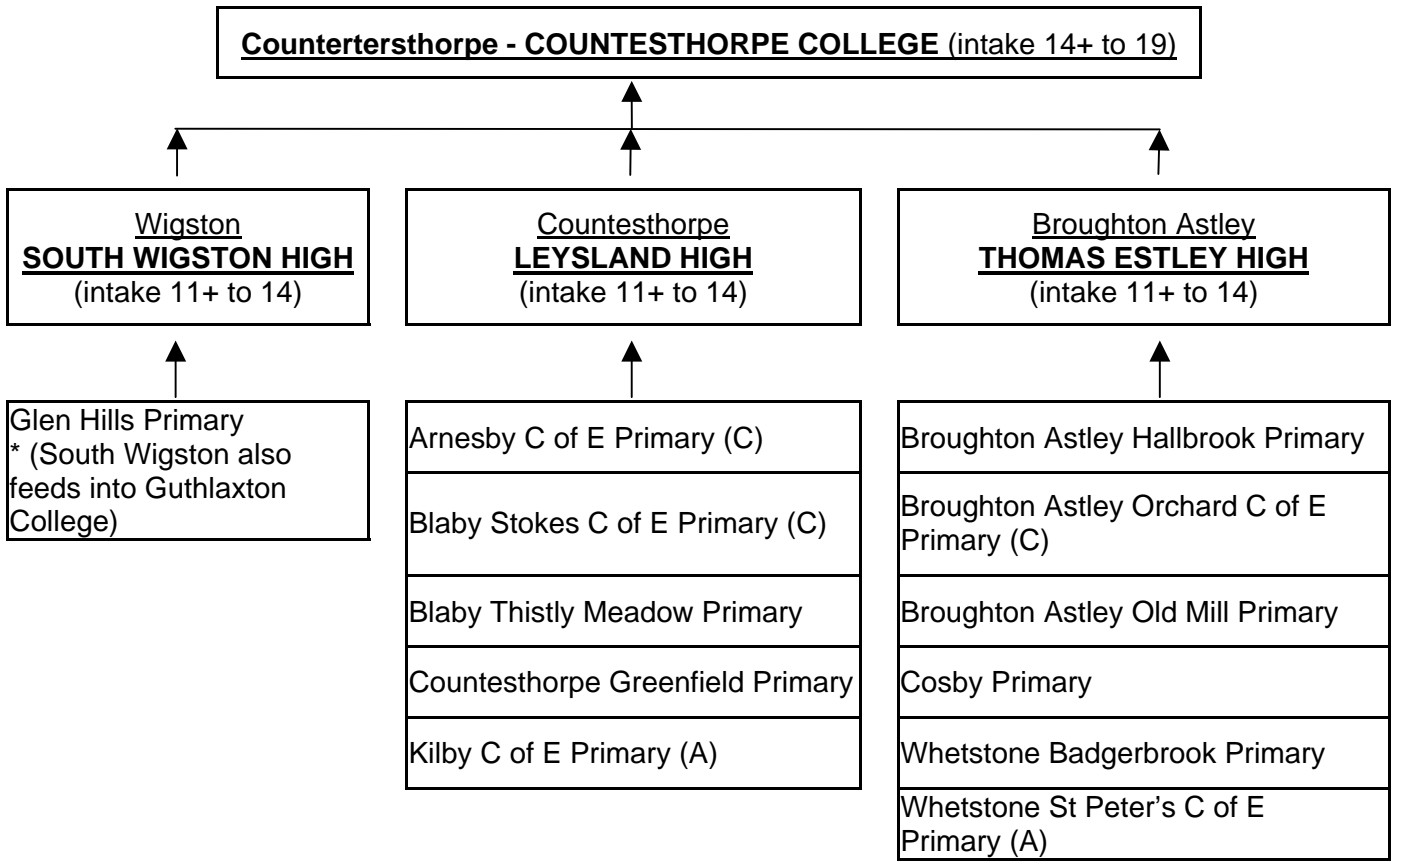 Countertersthorpe - COUNTESTHORPE COLLEGE (intake 14+ to 19)
Wigston
SOUTH WIGSTON HIGH
(intake 11+ to 14)
Countesthorpe
LEYSLAND HIGH
(intake 11+ to 14)
Broughton Astley
THOMAS ESTLEY HIGH
(intake 11+ to 14)
Glen Hills Primary
* (South Wigston also
feeds into Guthlaxton
College)
Arnesby C of E Primary (C)
Blaby Stokes C of E Primary (C)
Blaby Thistly Meadow Primary
Countesthorpe Greenfield Primary
Kilby C of E Primary (A)
Broughton Astley Hallbrook Primary
Broughton Astley Orchard C of E
Primary (C)
Broughton Astley Old Mill Primary
Cosby Primary
Whetstone Badgerbrook Primary
Whetstone St Peter’s C of E
Primary (A)